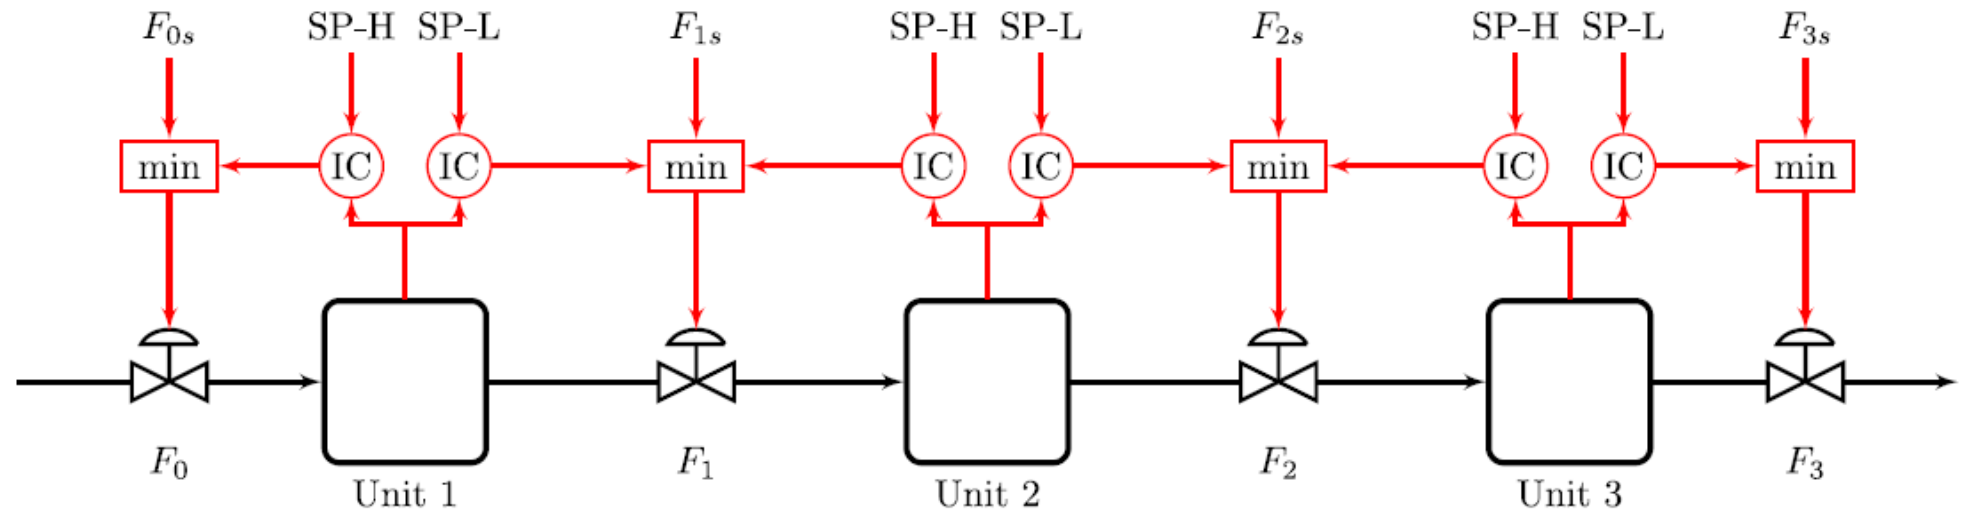 F0s SP-H SP-L F1s SP-H SP-L F2s SP-H SP-L F3s
min IC IC min IC IC min IC IC min
F0 F1 F2 F3
Unit 1 Unit 2 Unit 3